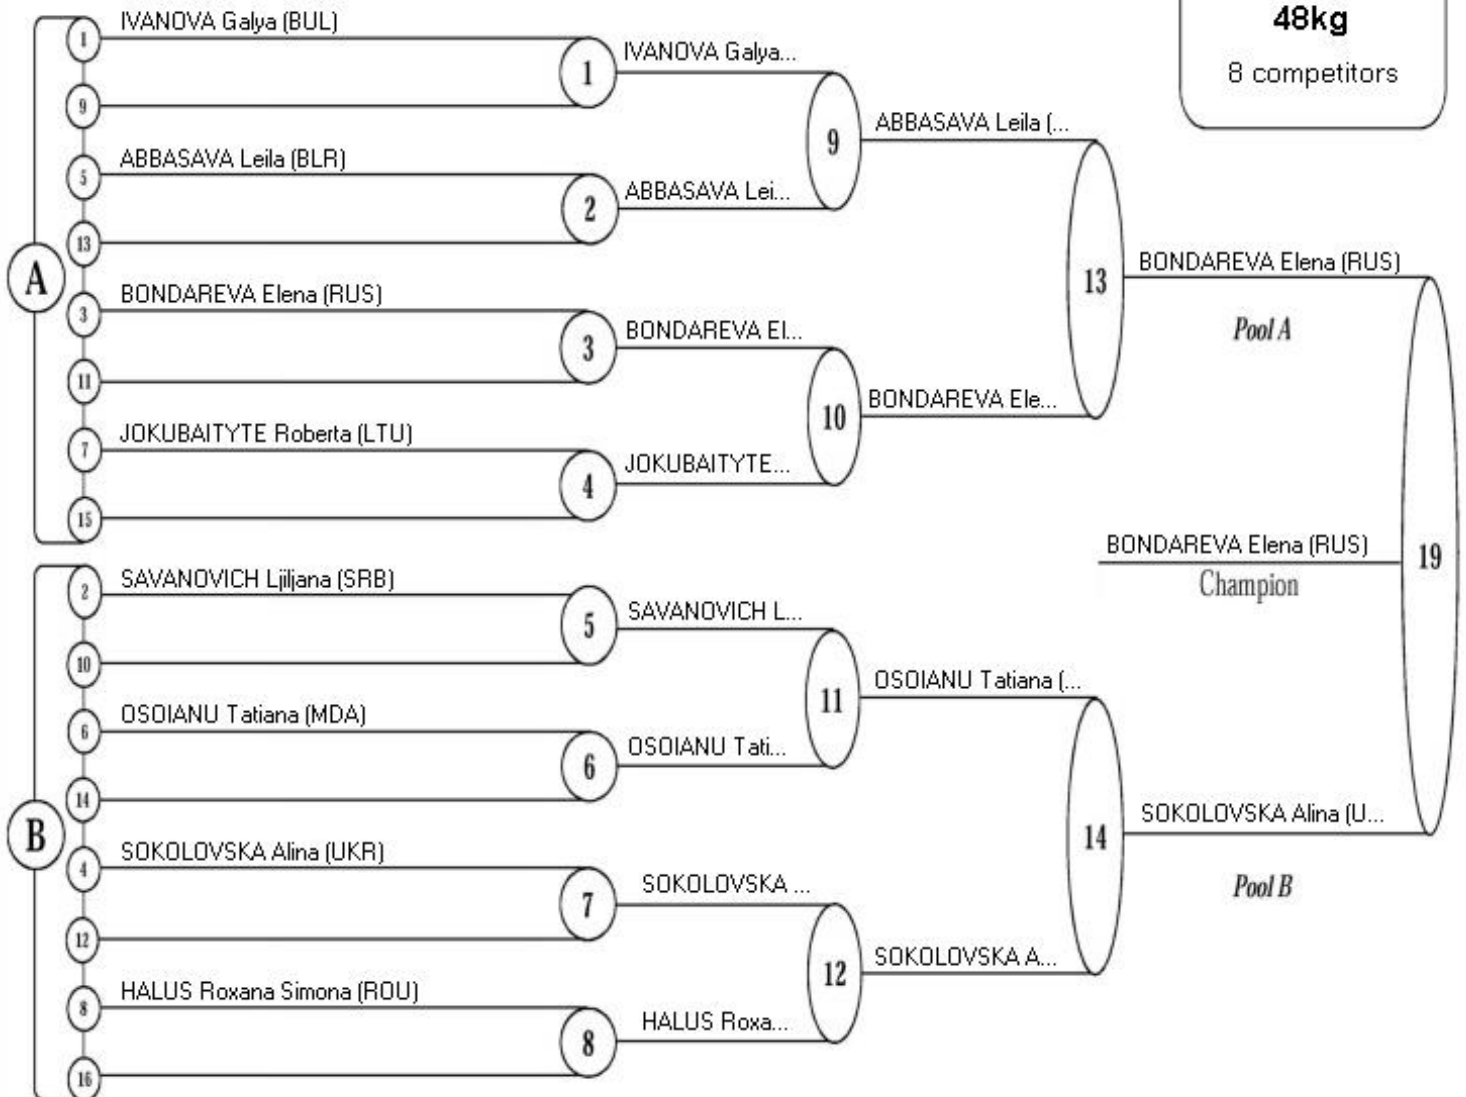 48kg
8 competitors
A
1
IVANOVA Galya (BUL)
9
1
IVANOVA Galya...
5
ABBASAVA Leila (BLR)
13
2
ABBASAVA Lei...
9
ABBASAVA Leila (...
3
BONDAREVA Elena (RUS)
11
3
BONDAREVA El...
7
JOKUBAITYTE Roberta (LTU)
15
4
JOKUBAITYTE...
10
BONDAREVA Ele...
13
BONDAREVA Elena (RUS)
Pool A
BONDAREVA Elena (RUS)
Champion
19
B
2
SAVANOVICH Ljiljana (SRB)
10
5
SAVANOVICH L...
6
OSOIANU Tatiana (MDA)
14
6
OSOIANU Tati...
11
OSOIANU Tatiana (...
4
SOKOLOVSKA Alina (UKR)
12
7
SOKOLOVSKA ...
8
HALUS Roxana Simona (ROU)
16
8
HALUS Roxa...
12
SOKOLOVSKA A...
14
SOKOLOVSKA Alina (U...
Pool B